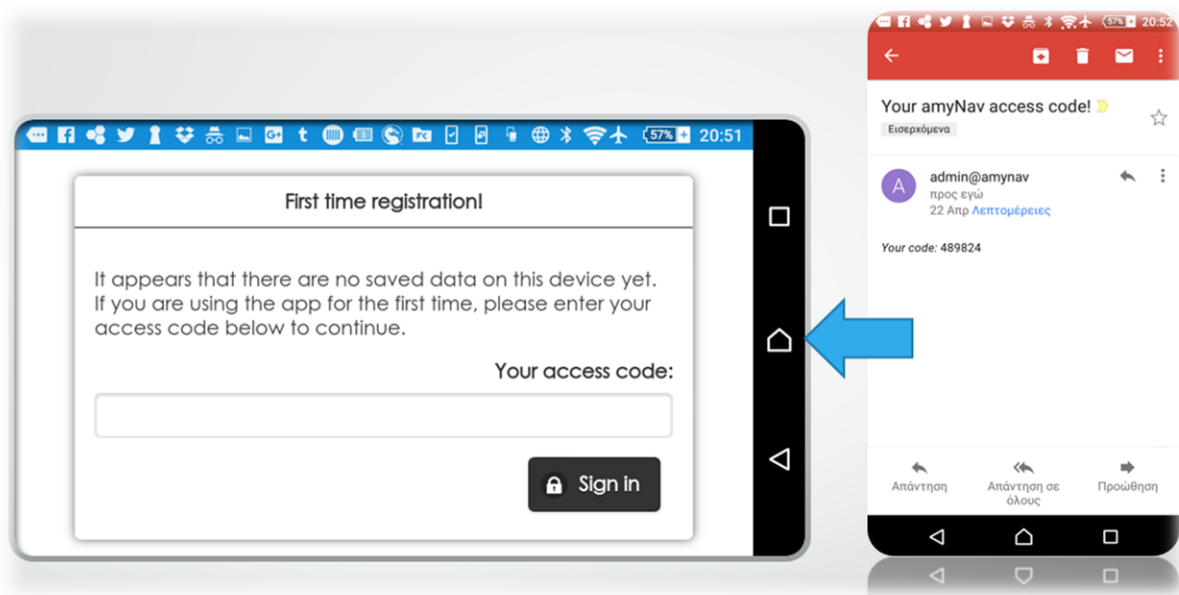 57% 20:51
First time registration!
It appears that there are no saved data on this device yet.
If you are using the app for the first time, please enter your
access code below to continue.
Your access code:
Sign in
57% 20:52
Your amyNav access code!
Εισερχόμενα
A
admin@amynav
προς εγώ
22 Απρ Λεπτομέρειες
Your code: 489824
Απάντηση
Απάντηση σε
όλους
Προώθηση